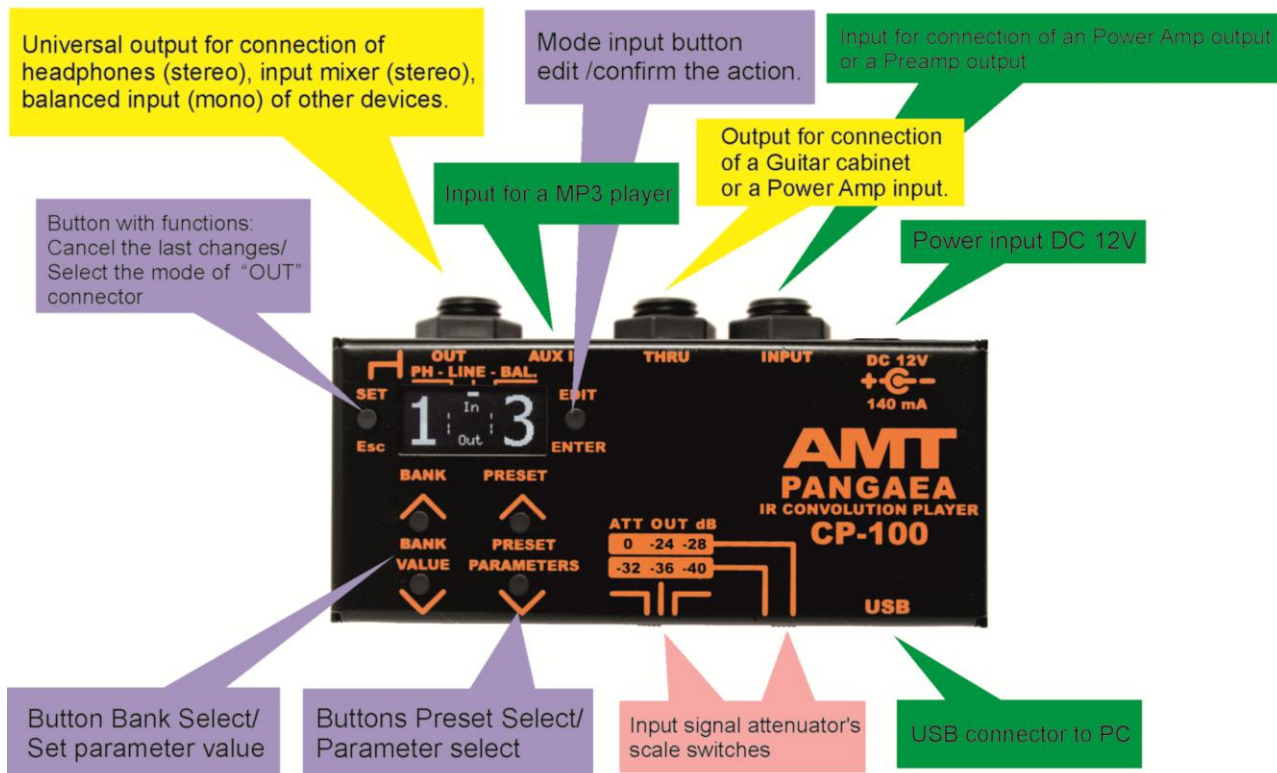 Universal output for connection of
headphones (stereo), input mixer (stereo),
balanced input (mono) of other devices.
Mode input button
edit /confirm the action.
Input for connection of an Power Amp output
or a Preamp output
Output for connection
of a Guitar cabinet
or a Power Amp input.
Input for a MP3 player
Button with functions:
Cancel the last changes/
Select the mode of “OUT”
connector
Power input DC 12V
OUT AUX I THRU INPUT DC 12V
PH - LINE - BAL.
SET EDIT
1 In 3
Out
140 mA
Esc ENTER
AMT
PANGAEA
IR CONVOLUTION PLAYER
CP-100
BANK PRESET
BANK PRESET
VALUE PARAMETERS
ATT OUT dB
0 -24 -28
-32 -36 -40
USB
Button Bank Select/
Set parameter value
Buttons Preset Select/
Parameter select
Input signal attenuator's
scale switches
USB connector to PC